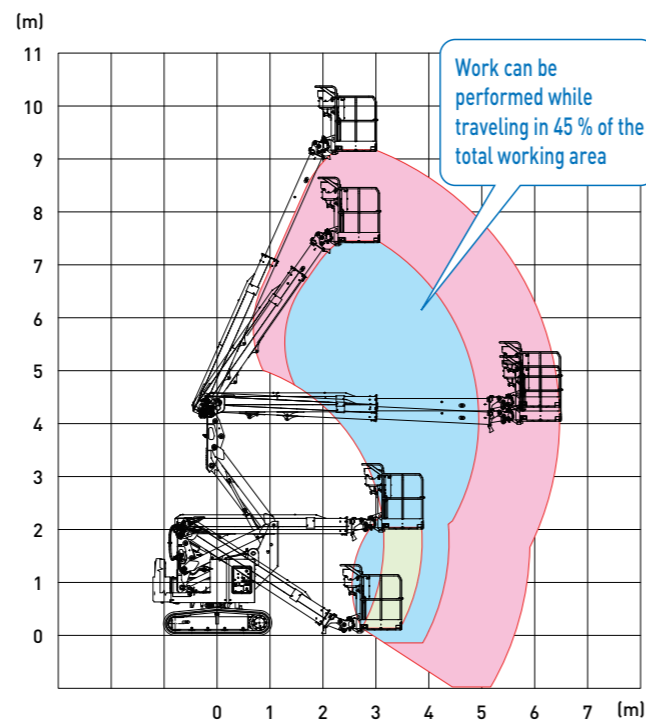 (m)
11
10
9
8
7
6
5
4
3
2
1
0
Work can be
performed while
traveling in 45 % of the
total working area
0 1 2 3 4 5 6 7 (m)